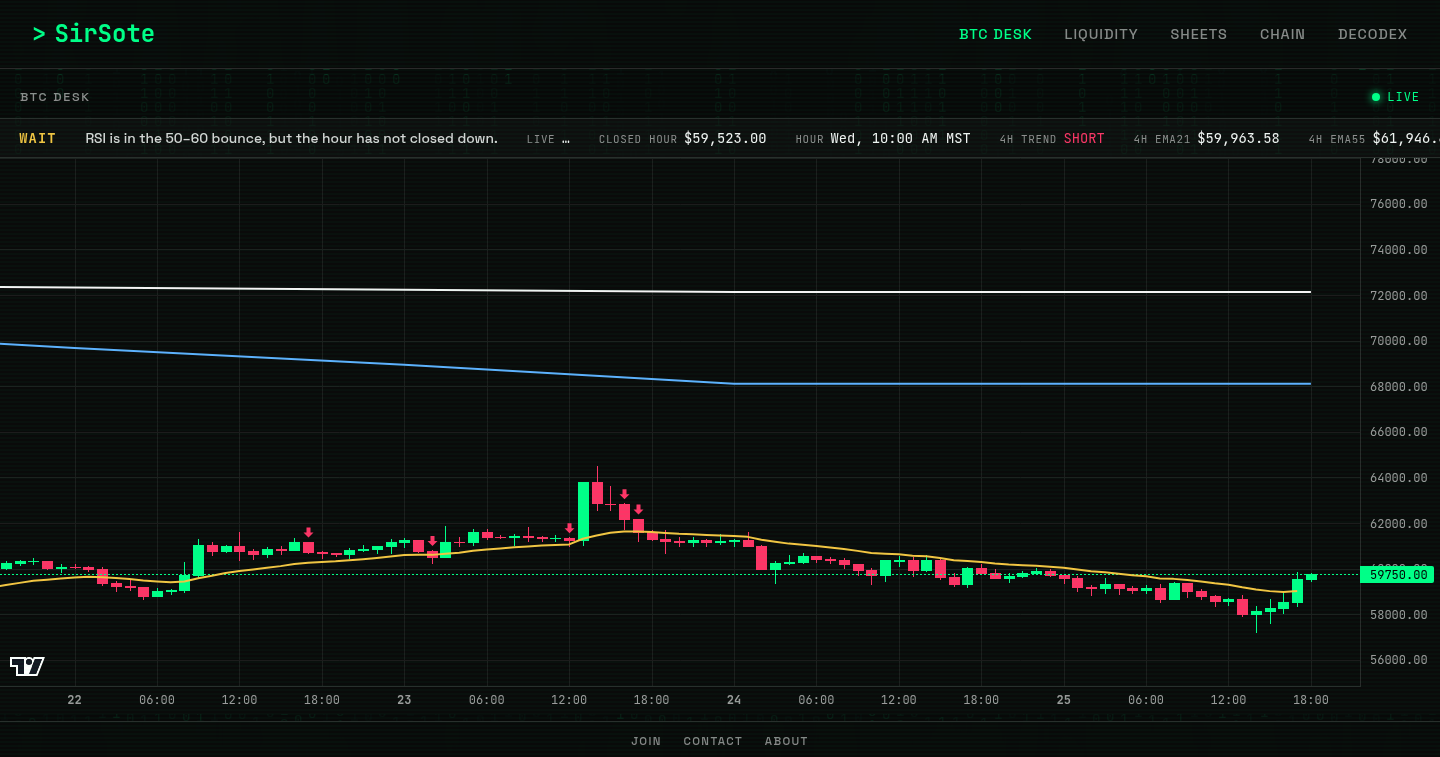 > SirSote
BTC DESK LIQUIDITY SHEETS CHAIN DECODEX
BTC DESK
LIVE
WAIT RSI is in the 50–60 bounce, but the hour has not closed down. LIVE … CLOSED HOUR $59,523.00 HOUR Wed, 10:00 AM MST 4H TREND SHORT 4H EMA21 $59,963.58 4H EMA55 $61,946.
78000.00
76000.00
74000.00
72000.00
70000.00
68000.00
66000.00
64000.00
62000.00
59750.00
58000.00
56000.00
22 06:00 12:00 18:00 23 06:00 12:00 18:00 24 06:00 12:00 18:00 25 06:00 12:00 18:00
JOIN CONTACT ABOUT